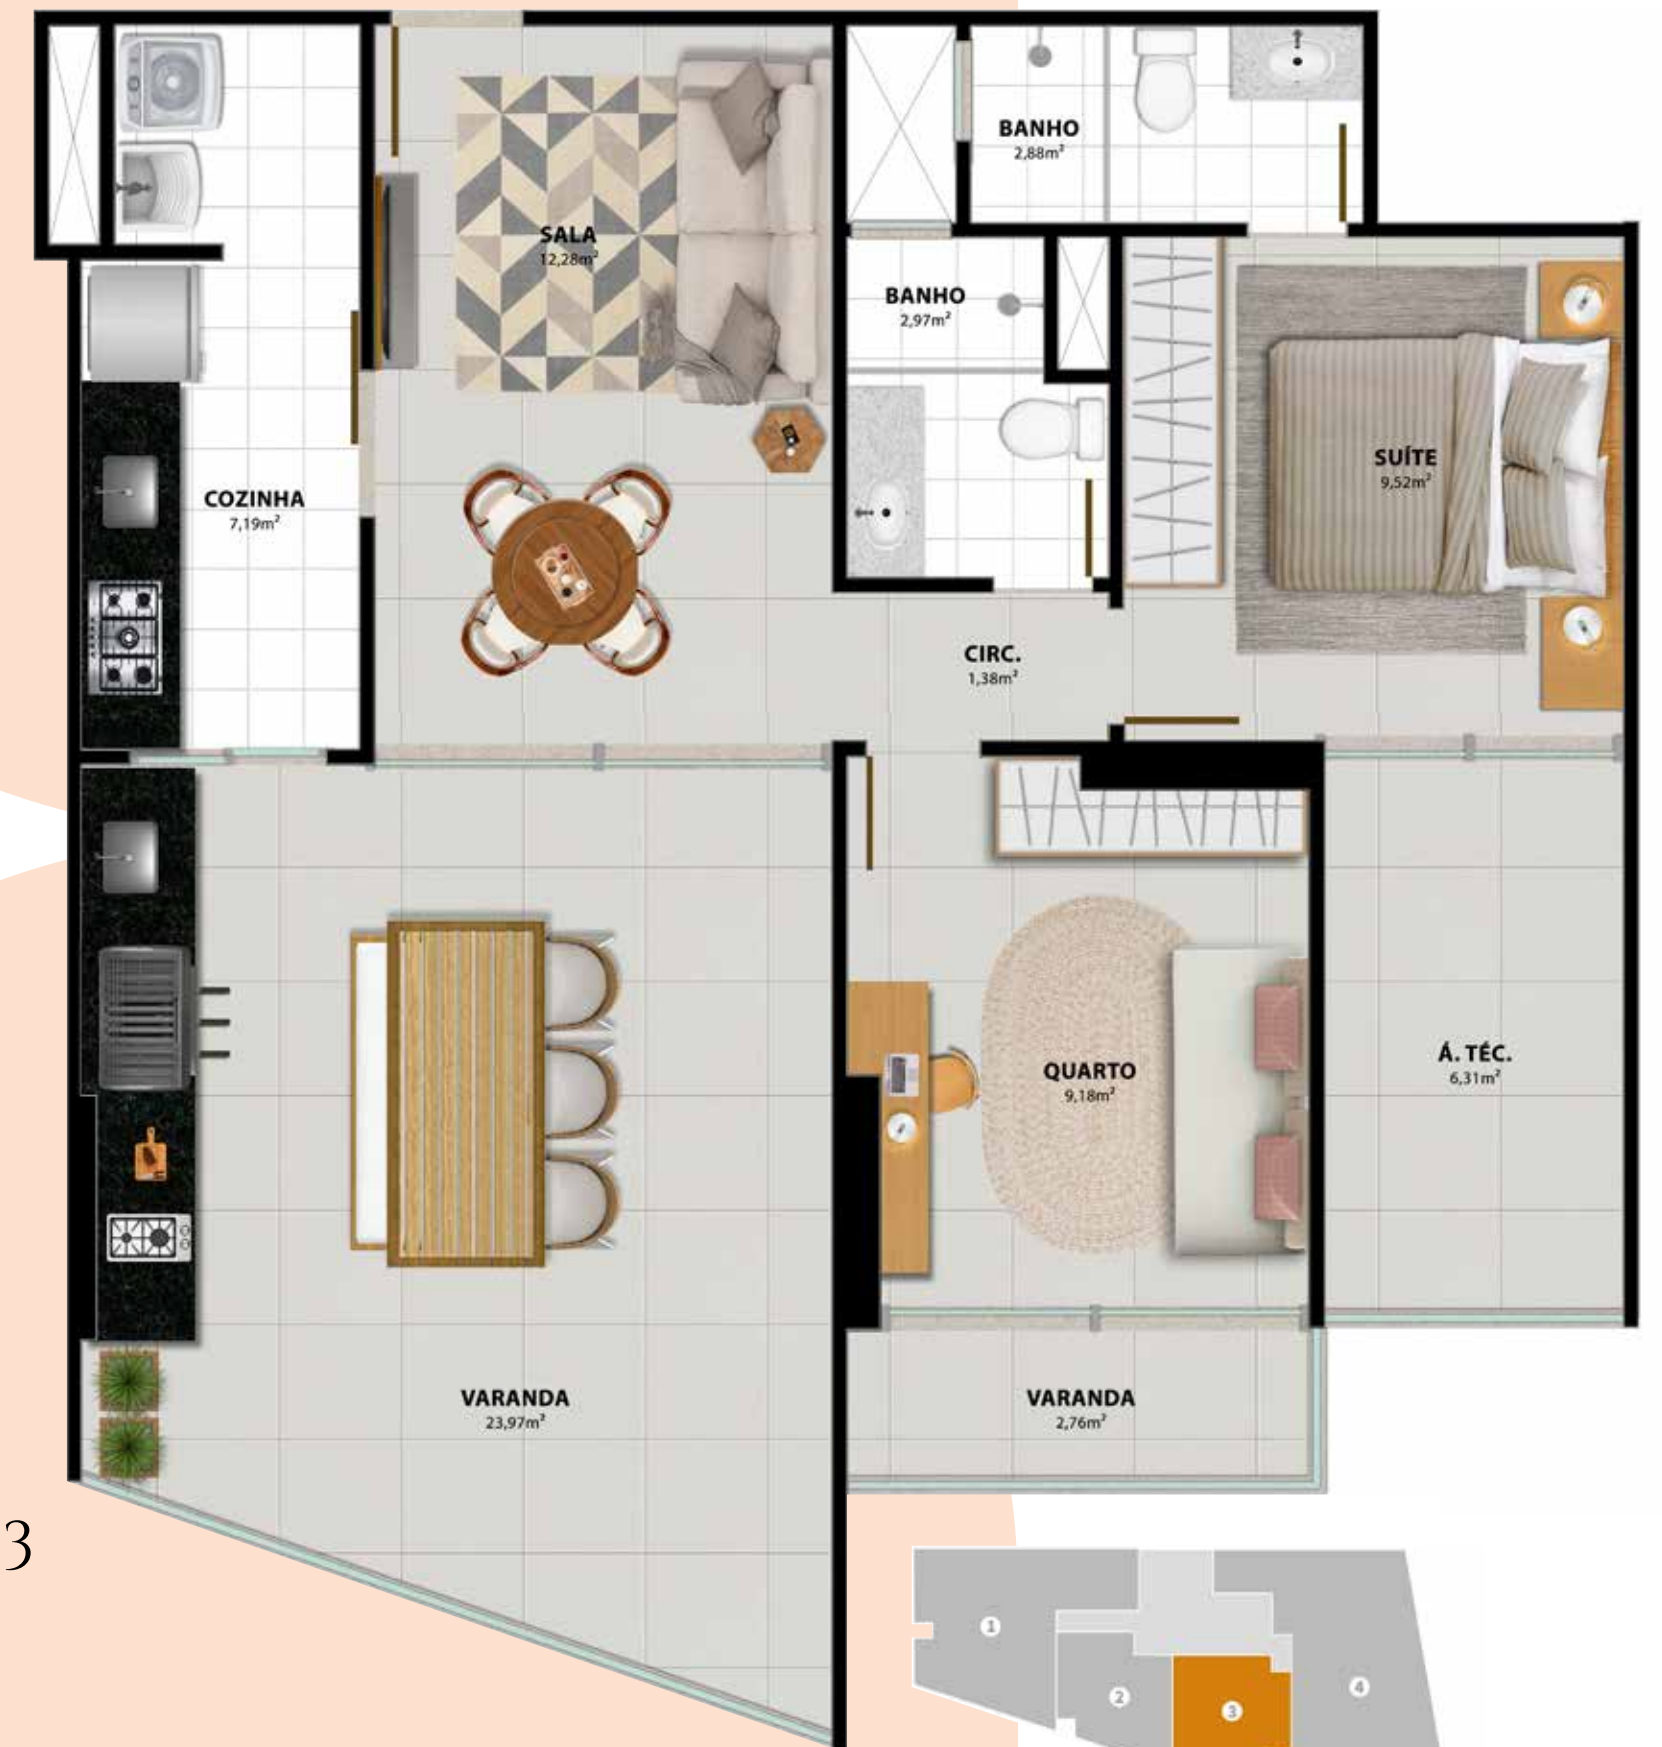 BANHO
2,88m²
SALA
12,28m²
BANHO
2,97m²
SUÍTE
9,52m²
COZINHA
7,19m²
CIRC.
1,38m²
QUARTO
9,18m²
Á. TÉC.
6,31m²
VARANDA
23,97m²
VARANDA
2,76m²
3
1
2
3
4